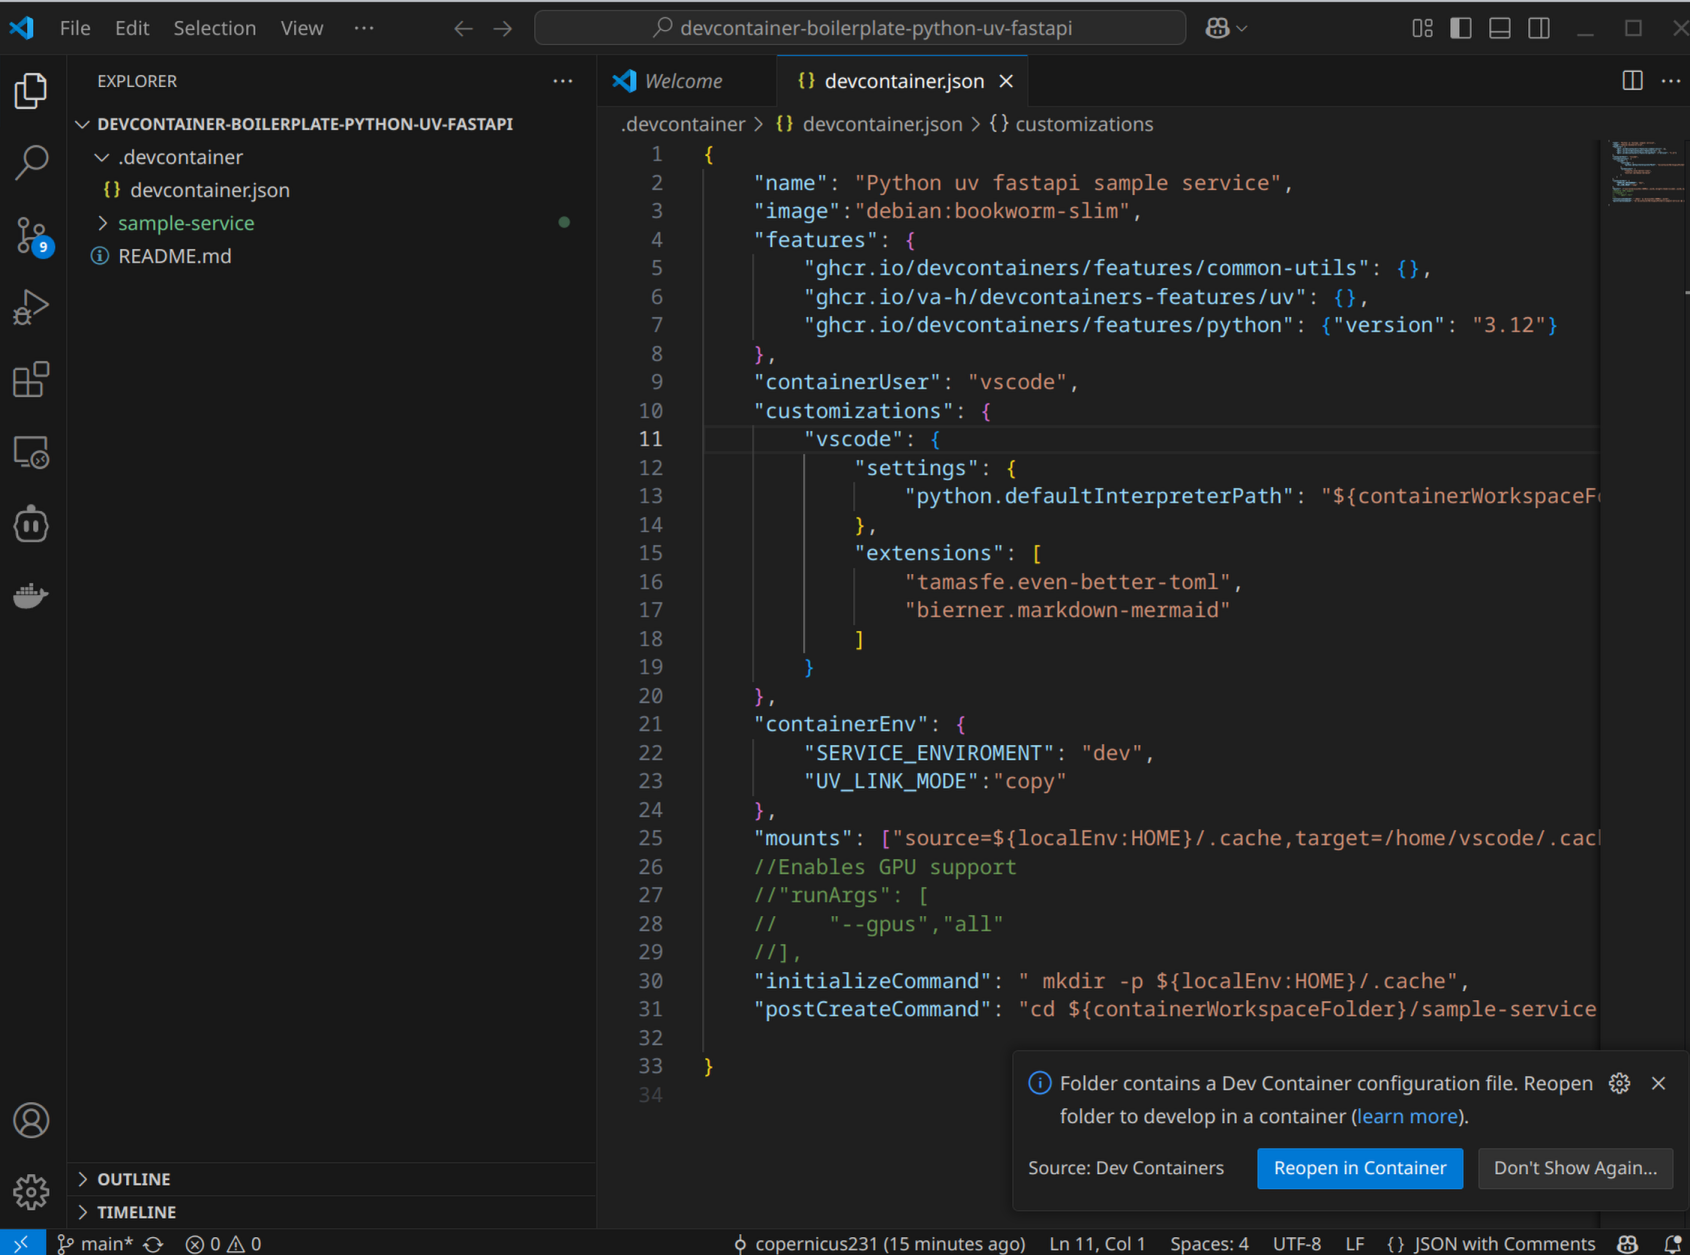 File Edit Selection View ···
devcontainer-boilerplate-python-uv-fastapi
EXPLORER
DEVCONTAINER-BOILERPLATE-PYTHON-UV-FASTAPI
.devcontainer
{} devcontainer.json
sample-service
README.md
9
OUTLINE
TIMELINE
Welcome
{} devcontainer.json
.devcontainer > {} devcontainer.json > {} customizations
1 {
2 "name": "Python uv fastapi sample service",
3 "image":"debian:bookworm-slim",
4 "features": {
5 "ghcr.io/devcontainers/features/common-utils": {},
6 "ghcr.io/va-h/devcontainers-features/uv": {},
7 "ghcr.io/devcontainers/features/python": {"version": "3.12"}
8 },
9 "containerUser": "vscode",
10 "customizations": {
11 "vscode": {
12 "settings": {
13 "python.defaultInterpreterPath": "${containerWorkspaceFo
14 },
15 "extensions": [
16 "tamasfe.even-better-toml",
17 "bierner.markdown-mermaid"
18 ]
19 }
20 },
21 "containerEnv": {
22 "SERVICE_ENVIROMENT": "dev",
23 "UV_LINK_MODE":"copy"
24 },
25 "mounts": ["source=${localEnv:HOME}/.cache,target=/home/vscode/.cach
26 //Enables GPU support
27 //"runArgs": [
28 // "--gpus","all"
29 //],
30 "initializeCommand": " mkdir -p ${localEnv:HOME}/.cache",
31 "postCreateCommand": "cd ${containerWorkspaceFolder}/sample-service
32
33 }
34
Folder contains a Dev Container configuration file. Reopen
folder to develop in a container (learn more).
Source: Dev Containers
Reopen in Container
Don't Show Again...
main* 0 0 copernicus231 (15 minutes ago) Ln 11, Col 1 Spaces: 4 UTF-8 LF {} JSON with Comments